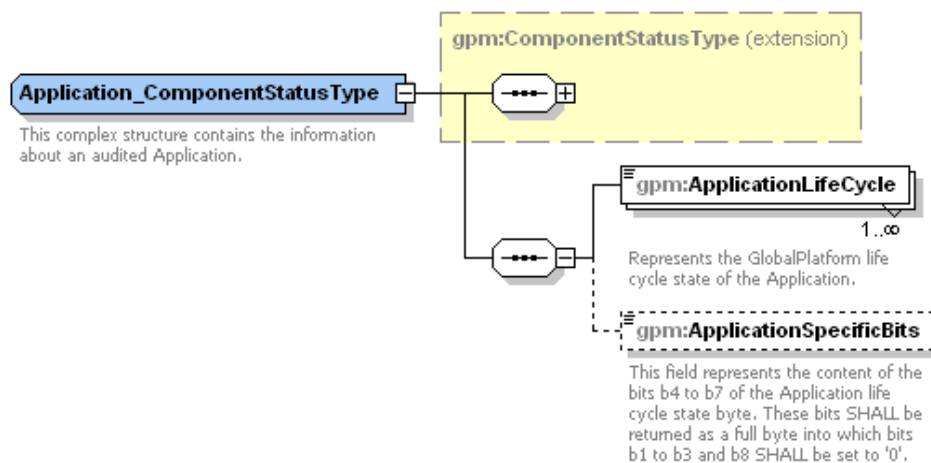 gpm:ComponentStatusType (extension)
Application_ComponentStatusType
This complex structure contains the information
about an audited Application.
gpm:ApplicationLifeCycle
1..∞
Represents the GlobalPlatform life
cycle state of the Application.
gpm:ApplicationSpecificBits
This field represents the content of the
bits b4 to b7 of the Application life
cycle state byte. These bits SHALL be
returned as a full byte into which bits
b1 to b3 and b8 SHALL be set to '0'.